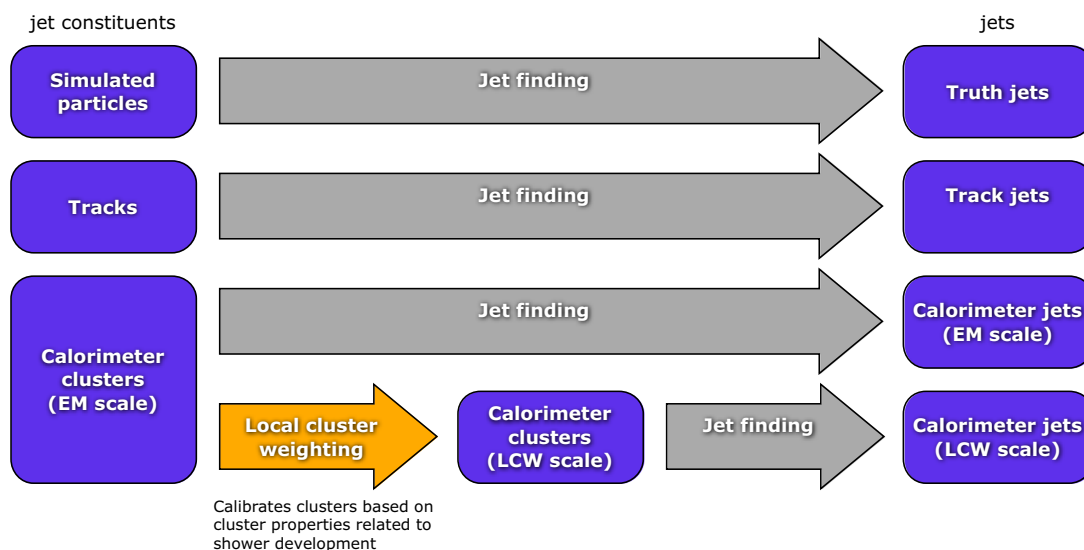 jet constituents
jets
Simulated
particles
Jet finding
Truth jets
Tracks
Jet finding
Track jets
Calorimeter
clusters
(EM scale)
Jet finding
Calorimeter jets
(EM scale)
Local cluster
weighting
Calorimeter
clusters
(LCW scale)
Jet finding
Calorimeter jets
(LCW scale)
Calibrates clusters based on
cluster properties related to
shower development